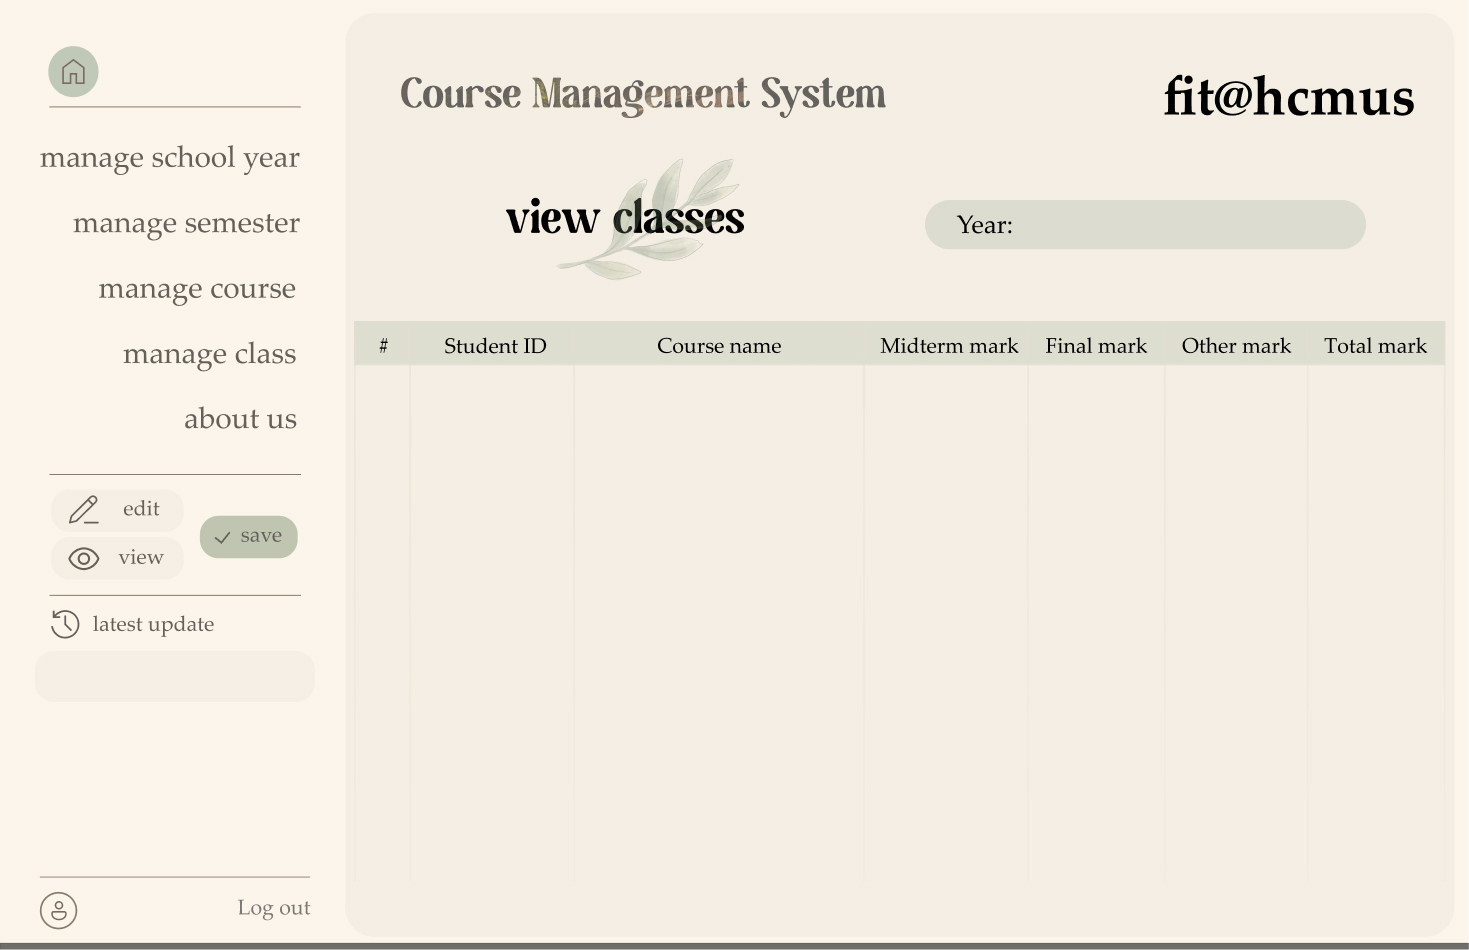 manage school year
manage semester
manage course
manage class
about us
edit
view
save
latest update
Log out
Course Management System
fit@hcmus
view classes
Year:
# Student ID Course name Midterm mark Final mark Other mark Total mark